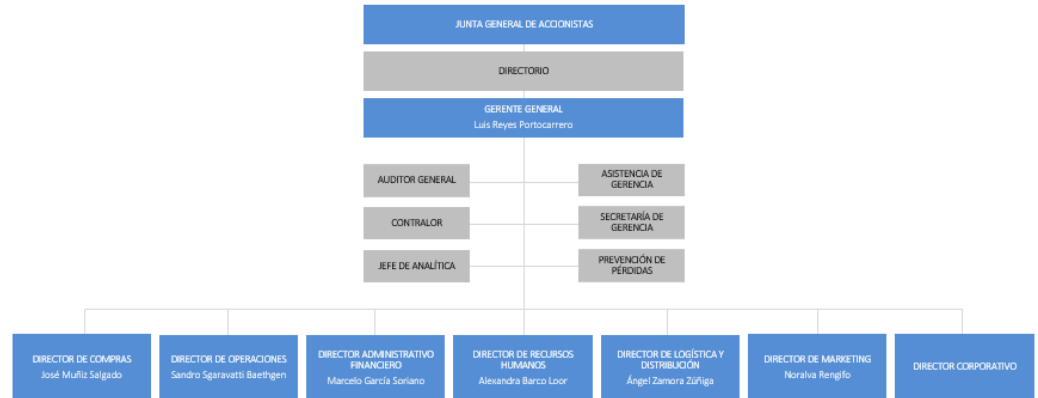 JUNTA GENERAL DE ACCIONISTAS
DIRECTORIO
GERENTE GENERAL
Luis Reyes Portocarrero
AUDITOR GENERAL
ASISTENCIA DE
GERENCIA
CONTRALOR
SECRETARÍA DE
GERENCIA
JEFE DE ANALÍTICA
PREVENCIÓN DE
PÉRDIDAS
DIRECTOR DE COMPRAS
José Muñiz Salgado
DIRECTOR DE OPERACIONES
Sandro Sgaravatti Baethgen
DIRECTOR ADMINISTRATIVO
FINANCIERO
Marcelo García Soriano
DIRECTOR DE RECURSOS
HUMANOS
Alexandra Barco Loor
DIRECTOR DE LOGÍSTICA Y
DISTRIBUCIÓN
Ángel Zamora Zúñiga
DIRECTOR DE MARKETING
Noralva Rengifo
DIRECTOR CORPORATIVO